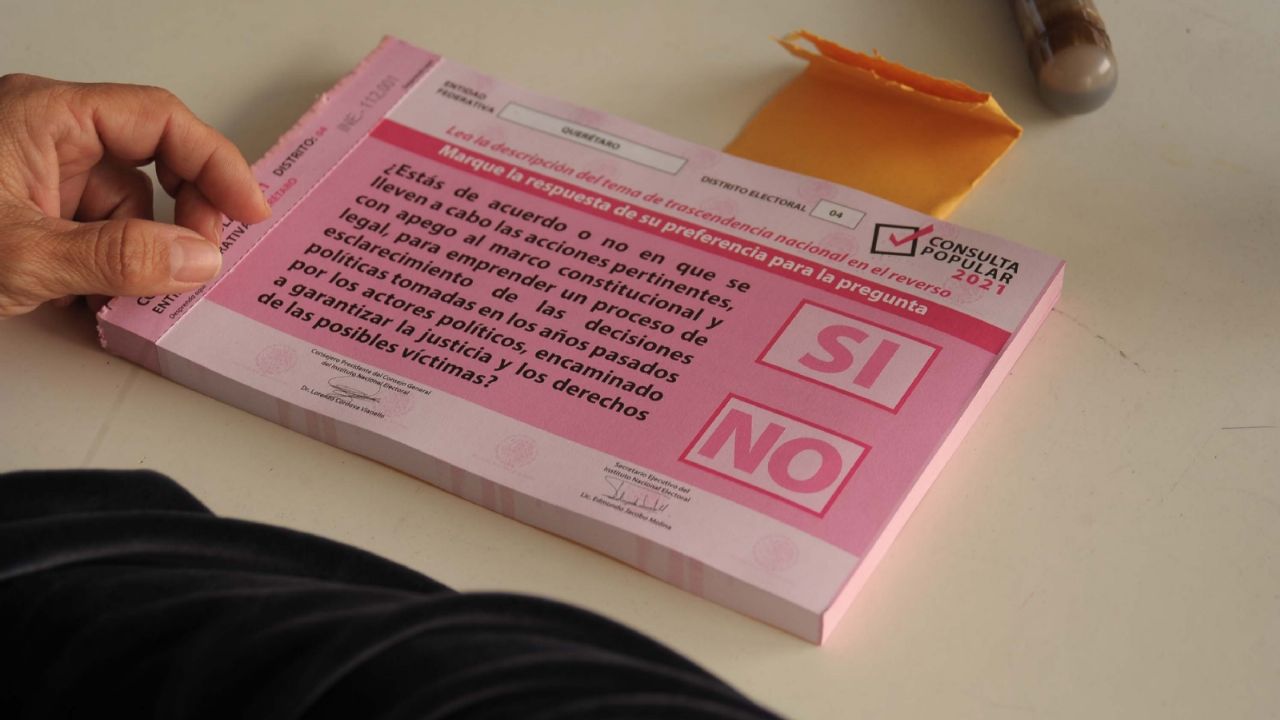 INE-112,001
DISTRITO: 04
ENTIDAD
FEDERATIVA
QUERÉTARO
DISTRITO ELECTORAL
04
Lea la descripción del tema de trascendencia nacional en el reverso
Marque la respuesta de su preferencia para la pregunta
CONSULTA
POPULAR
2021
¿Estás de acuerdo o no en que se
lleven a cabo las acciones pertinentes,
con apego al marco constitucional y
legal, para emprender un proceso de
esclarecimiento de las decisiones
políticas tomadas en los años pasados
por los actores políticos, encaminado
a garantizar la justicia y los derechos
de las posibles víctimas?
SI
NO
Consejero Presidente del Consejo General
del Instituto Nacional Electoral
Dr. Lorenzo Córdova Vianello
Secretario Ejecutivo del
Instituto Nacional Electoral
Lic. Edmundo Jacobo Molina
Desprenda aquí